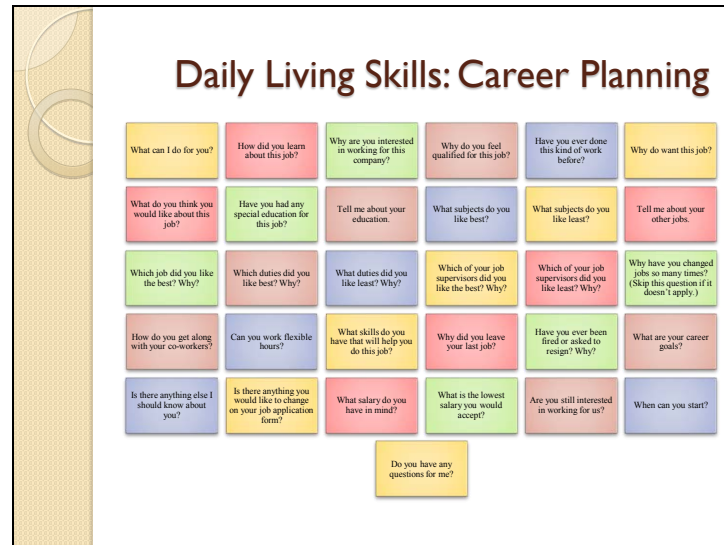 Daily Living Skills: Career Planning
What can I do for you?
How did you learn
about this job?
Why are you interested
in working for this
company?
Why do you feel
qualified for this job?
Have you ever done
this kind of work
before?
Why do want this job?
What do you think you
would like about this
job?
Have you had any
special education for
this job?
Tell me about your
education.
What subjects do you
like best?
What subjects do you
like least?
Tell me about your
other jobs.
Which job did you like
the best? Why?
Which duties did you
like best? Why?
What duties did you
like least? Why?
Which of your job
supervisors did you
like the best? Why?
Which of your job
supervisors did you
like least? Why?
Why have you changed
jobs so many times?
(Skip this question if it
doesn't apply.)
How do you get along
with your co-workers?
Can you work flexible
hours?
What skills do you
have that will help you
do this job?
Why did you leave
your last job?
Have you ever been
fired or asked to
resign? Why?
What are your career
goals?
Is there anything else I
should know about
you?
Is there anything you
would like to change
on your job application
form?
What salary do you
have in mind?
What is the lowest
salary you would
accept?
Are you still interested
in working for us?
When can you start?
Do you have any
questions for me?